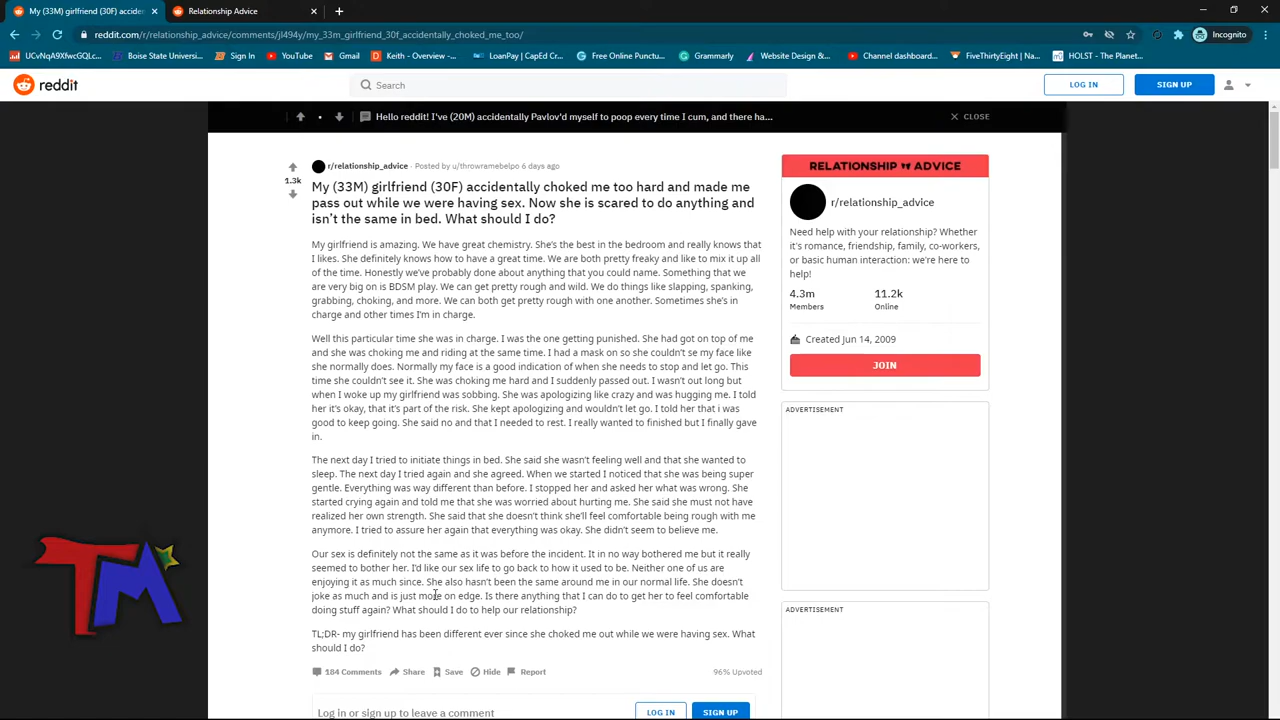 My (33M) girlfriend (30F) acciden
Relationship Advice
Incognito
reddit.com/r/relationship_advice/comments/jl494y/my_33m_girlfriend_30f_accidentally_choked_me_too/
UCvNqA9XfwcGQLc...
Boise State Universi...
Sign In
YouTube
Gmail
Keith - Overview -...
LoanPay | CapEd Cr...
Free Online Punctu...
Grammarly
Website Design &...
Channel dashboard...
FiveThirtyEight | Na...
HOLST - The Planet...
reddit
Search
LOG IN
SIGN UP
Hello reddit! I've (20M) accidentally Pavlov'd myself to poop every time I cum, and there ha...
CLOSE
r/relationship_advice · Posted by u/throwramebelpo 6 days ago
1.3k
My (33M) girlfriend (30F) accidentally choked me too hard and made me
pass out while we were having sex. Now she is scared to do anything and
isn't the same in bed. What should I do?
My girlfriend is amazing. We have great chemistry. She's the best in the bedroom and really knows that
I likes. She definitely knows how to have a great time. We are both pretty freaky and like to mix it up all
of the time. Honestly we've probably done about anything that you could name. Something that we
are very big on is BDSM play. We can get pretty rough and wild. We do things like slapping, spanking,
grabbing, choking, and more. We can both get pretty rough with one another. Sometimes she's in
charge and other times I'm in charge.
Well this particular time she was in charge. I was the one getting punished. She had got on top of me
and she was choking me and riding at the same time. I had a mask on so she couldn't se my face like
she normally does. Normally my face is a good indication of when she needs to stop and let go. This
time she couldn't see it. She was choking me hard and I suddenly passed out. I wasn't out long but
when I woke up my girlfriend was sobbing. She was apologizing like crazy and was hugging me. I told
her it's okay, that it's part of the risk. She kept apologizing and wouldn't let go. I told her that i was
good to keep going. She said no and that I needed to rest. I really wanted to finished but I finally gave
in.
The next day I tried to initiate things in bed. She said she wasn't feeling well and that she wanted to
sleep. The next day I tried again and she agreed. When we started I noticed that she was being super
gentle. Everything was way different than before. I stopped her and asked her what was wrong. She
started crying again and told me that she was worried about hurting me. She said she must not have
realized her own strength. She said that she doesn't think she'll feel comfortable being rough with me
anymore. I tried to assure her again that everything was okay. She didn't seem to believe me.
Our sex is definitely not the same as it was before the incident. It in no way bothered me but it really
seemed to bother her. I'd like our sex life to go back to how it used to be. Neither one of us are
enjoying it as much since. She also hasn't been the same around me in our normal life. She doesn't
joke as much and is just more on edge. Is there anything that I can do to get her to feel comfortable
doing stuff again? What should I do to help our relationship?
TL;DR- my girlfriend has been different ever since she choked me out while we were having sex. What
should I do?
184 Comments
Share
Save
Hide
Report
96% Upvoted
Log in or sign up to leave a comment
LOG IN
SIGN UP
RELATIONSHIP ADVICE
r/relationship_advice
Need help with your relationship? Whether
it's romance, friendship, family, co-workers,
or basic human interaction: we're here to
help!
4.3m
11.2k
Members
Online
Created Jun 14, 2009
JOIN
ADVERTISEMENT
ADVERTISEMENT
TM